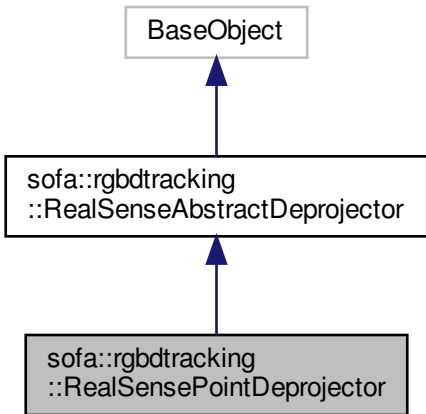 BaseObject
sofa::rgbdtracking
::RealSenseAbstractDeprojector
sofa::rgbdtracking
::RealSensePointDeprojector